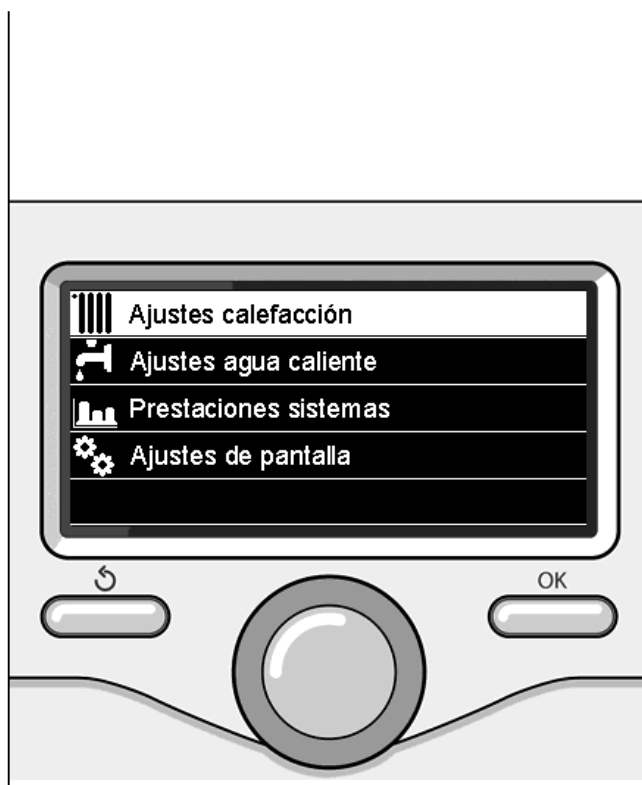 Ajustes calefacción
Ajustes agua caliente
Prestaciones sistemas
Ajustes de pantalla
OK